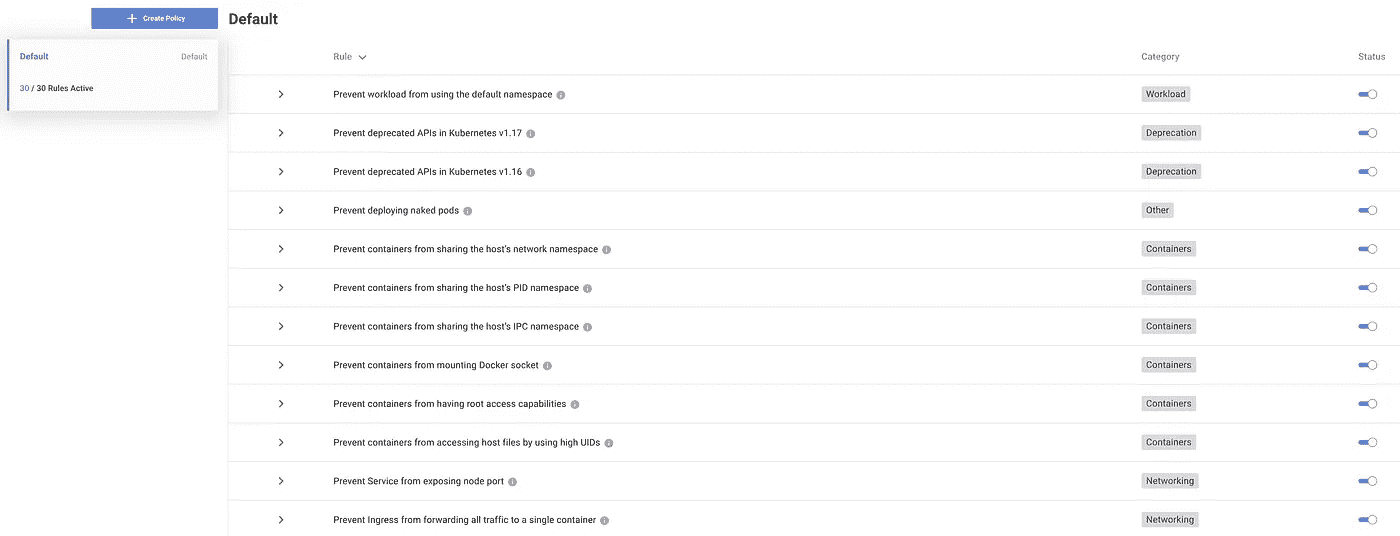 Create Policy
Default
Default Default
30 / 30 Rules Active
Rule Category Status
Prevent workload from using the default namespace Workload
Prevent deprecated APIs in Kubernetes v1.17 Deprecation
Prevent deprecated APIs in Kubernetes v1.16 Deprecation
Prevent deploying naked pods Other
Prevent containers from sharing the host's network namespace Containers
Prevent containers from sharing the host's PID namespace Containers
Prevent containers from sharing the host's IPC namespace Containers
Prevent containers from mounting Docker socket Containers
Prevent containers from having root access capabilities Containers
Prevent containers from accessing host files by using high UIDs Containers
Prevent Service from exposing node port Networking
Prevent Ingress from forwarding all traffic to a single container Networking